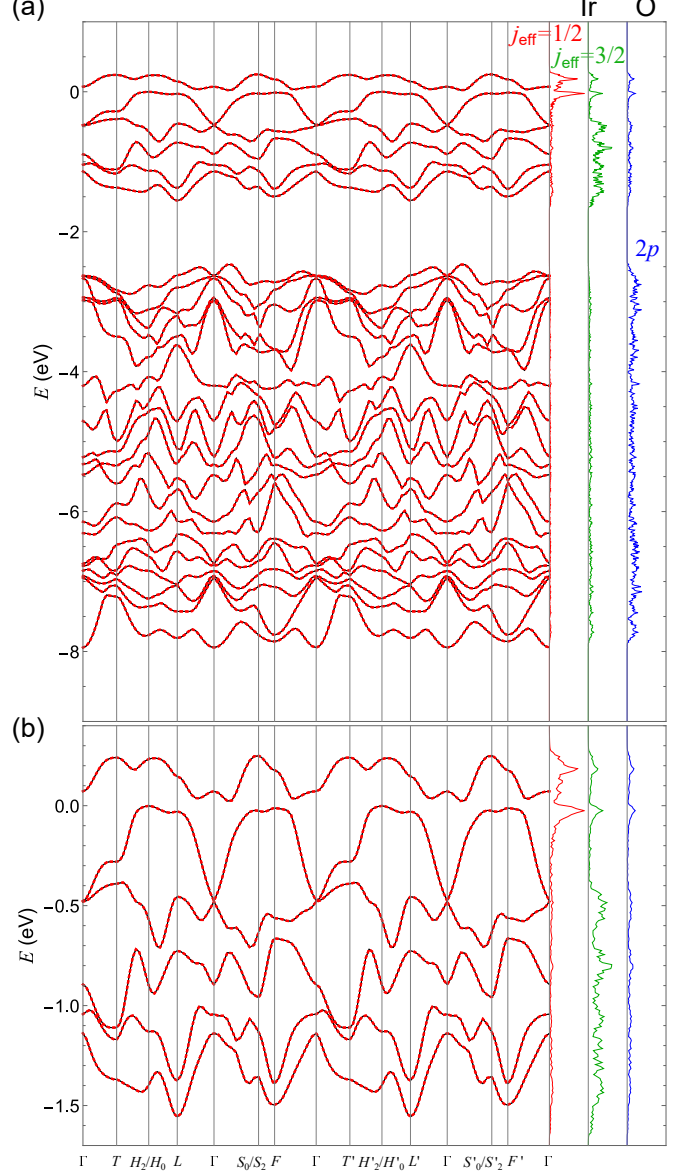 (a)
Ir O
j_eff=1/2
j_eff=3/2
2p
0
−2
−4
−6
−8
E (eV)
(b)
0.0
−0.5
−1.0
−1.5
E (eV)
Γ T H₂/H₀ L Γ S₀/S₂ F Γ T' H'₂/H'₀ L' Γ S'₀/S'₂ F' Γ